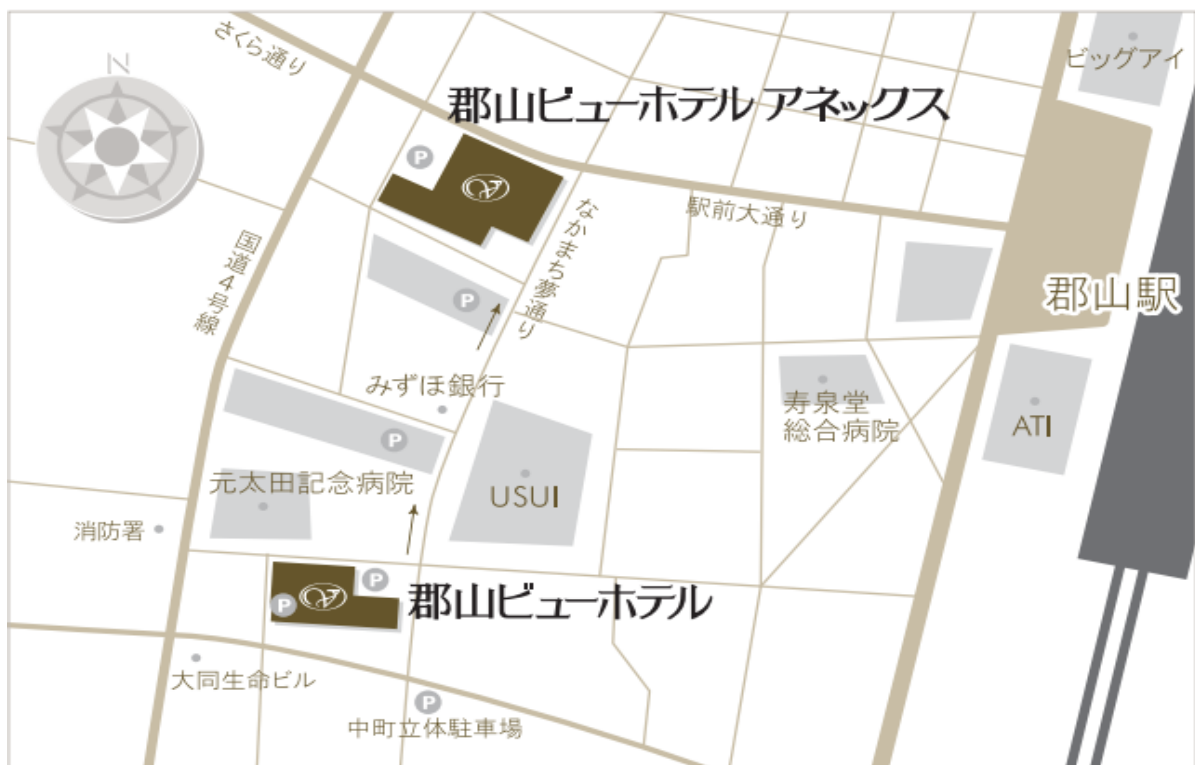 N
さくら通り
ビッグアイ
郡山ビューホテル アネックス
P
なかまち夢通り
駅前大通り
国道4号線
郡山駅
P
みずほ銀行
寿泉堂
総合病院
ATI
P
元太田記念病院
USUI
消防署
P
P
郡山ビューホテル
大同生命ビル
P
中町立体駐車場